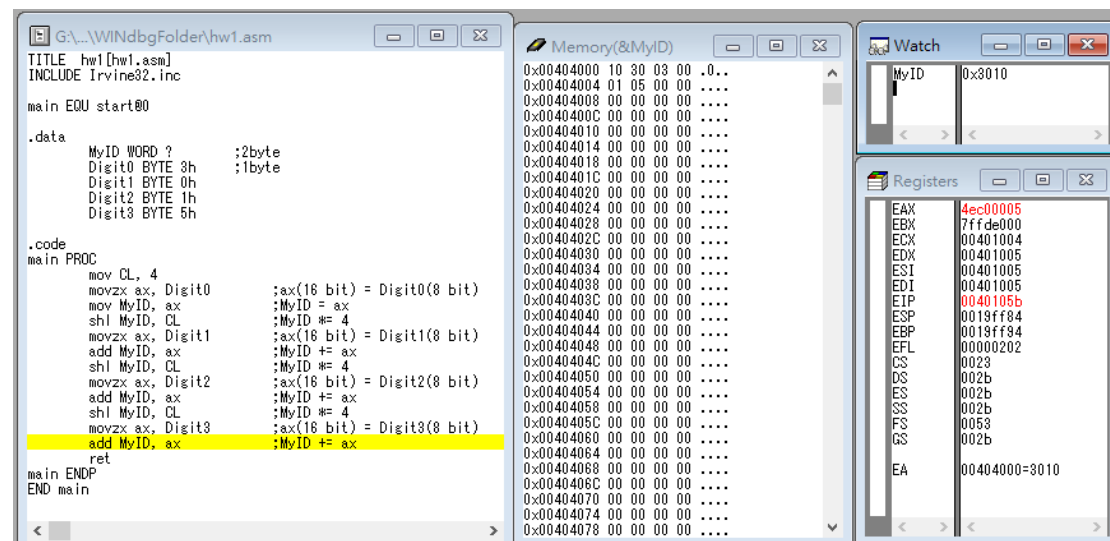 G:\...\WINdbgFolder\hw1.asm
TITLE hw1[hw1.asm]
INCLUDE Irvine32.inc
main EQU start@0
.data
MyID WORD ? ;2byte
Digit0 BYTE 3h ;1byte
Digit1 BYTE 0h
Digit2 BYTE 1h
Digit3 BYTE 5h
.code
main PROC
mov CL, 4
movzx ax, Digit0 ;ax(16 bit) = Digit0(8 bit)
mov MyID, ax ;MyID = ax
shl MyID, CL ;MyID *= 4
movzx ax, Digit1 ;ax(16 bit) = Digit1(8 bit)
add MyID, ax ;MyID += ax
shl MyID, CL ;MyID *= 4
movzx ax, Digit2 ;ax(16 bit) = Digit2(8 bit)
add MyID, ax ;MyID += ax
shl MyID, CL ;MyID *= 4
movzx ax, Digit3 ;ax(16 bit) = Digit3(8 bit)
add MyID, ax ;MyID += ax
ret
main ENDP
END main
Memory(&MyID)
0x00404000 10 30 03 00 .0..
0x00404004 01 05 00 00 ....
0x00404008 00 00 00 00 ....
0x0040400C 00 00 00 00 ....
0x00404010 00 00 00 00 ....
0x00404014 00 00 00 00 ....
0x00404018 00 00 00 00 ....
0x0040401C 00 00 00 00 ....
0x00404020 00 00 00 00 ....
0x00404024 00 00 00 00 ....
0x00404028 00 00 00 00 ....
0x0040402C 00 00 00 00 ....
0x00404030 00 00 00 00 ....
0x00404034 00 00 00 00 ....
0x00404038 00 00 00 00 ....
0x0040403C 00 00 00 00 ....
0x00404040 00 00 00 00 ....
0x00404044 00 00 00 00 ....
0x00404048 00 00 00 00 ....
0x0040404C 00 00 00 00 ....
0x00404050 00 00 00 00 ....
0x00404054 00 00 00 00 ....
0x00404058 00 00 00 00 ....
0x0040405C 00 00 00 00 ....
0x00404060 00 00 00 00 ....
0x00404064 00 00 00 00 ....
0x00404068 00 00 00 00 ....
0x0040406C 00 00 00 00 ....
0x00404070 00 00 00 00 ....
0x00404074 00 00 00 00 ....
0x00404078 00 00 00 00 ....
Watch
MyID 0x3010
Registers
EAX 4ec00005
EBX 7ffde000
ECX 00401004
EDX 00401005
ESI 00401005
EDI 00401005
EIP 0040105b
ESP 0019ff84
EBP 0019ff94
EFL 00000202
CS 0023
DS 002b
ES 002b
SS 002b
FS 0053
GS 002b
EA 00404000=3010